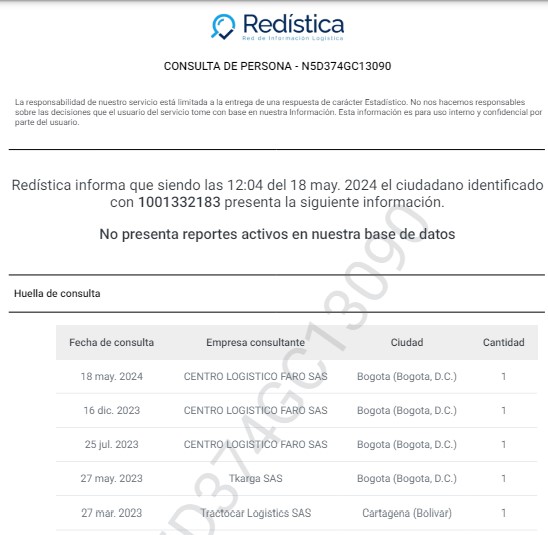 Redística
Red de Información Logística
CONSULTA DE PERSONA - N5D374GC13090
La responsabilidad de nuestro servicio está limitada a la entrega de una respuesta de carácter Estadístico. No nos hacemos responsables
sobre las decisiones que el usuario del servicio tome con base en nuestra Información. Esta información es para uso interno y confidencial por
parte del usuario.
Redística informa que siendo las 12:04 del 18 may. 2024 el ciudadano identificado
con 1001332183 presenta la siguiente información.
No presenta reportes activos en nuestra base de datos
Huella de consulta
Fecha de consulta Empresa consultante Ciudad Cantidad
18 may. 2024 CENTRO LOGISTICO FARO SAS Bogota (Bogota, D.C.) 1
16 dic. 2023 CENTRO LOGISTICO FARO SAS Bogota (Bogota, D.C.) 1
25 jul. 2023 CENTRO LOGISTICO FARO SAS Bogota (Bogota, D.C.) 1
27 may. 2023 Tkarga SAS Bogota (Bogota, D.C.) 1
27 mar. 2023 Tractocar Logistics SAS Cartagena (Bolivar) 1
5D374GC13090